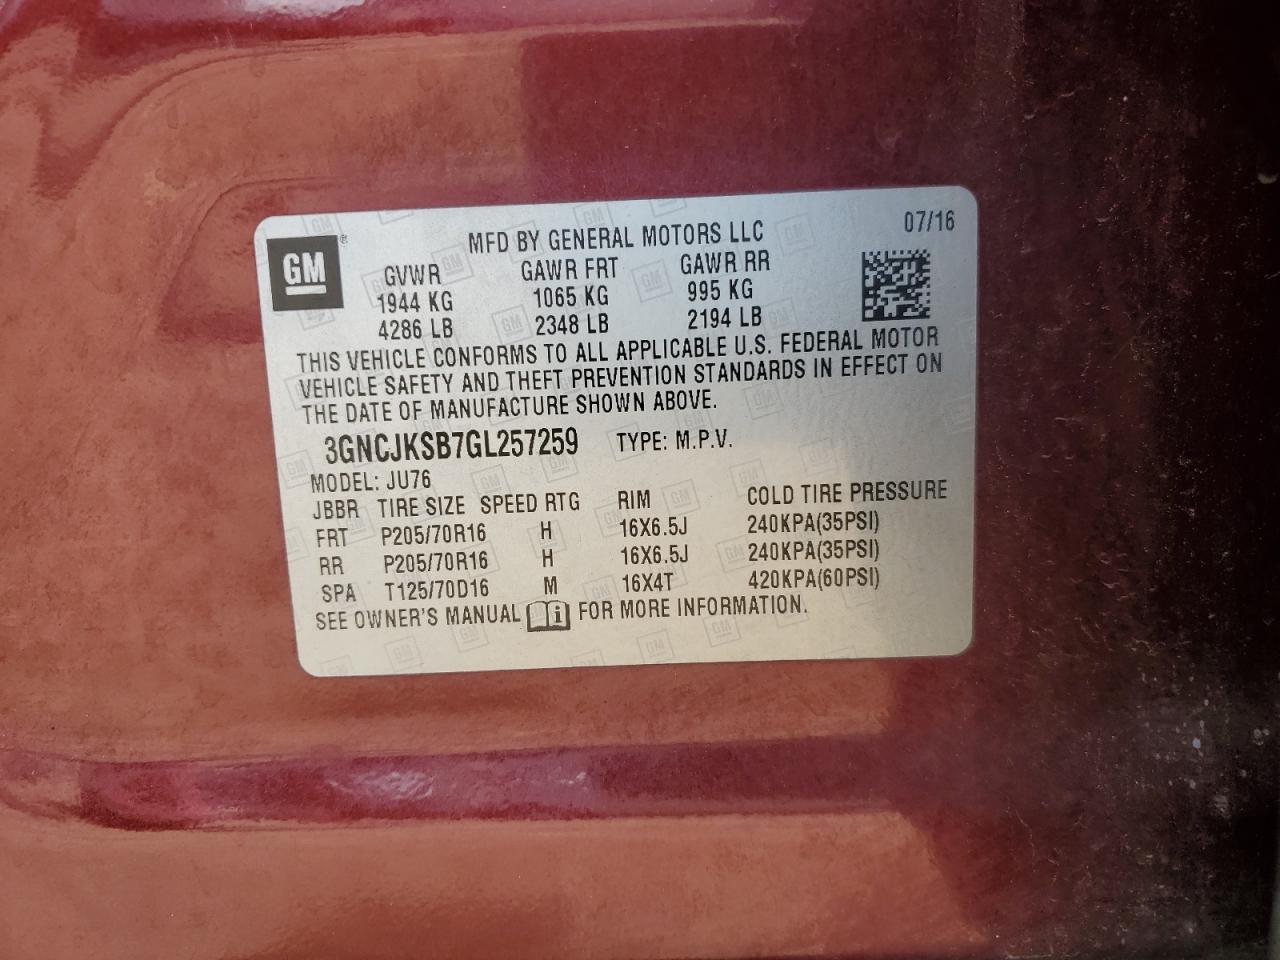 07/16
GM ®
MFD BY GENERAL MOTORS LLC
GVWR GAWR FRT GAWR RR
1944 KG 1065 KG 995 KG
4286 LB 2348 LB 2194 LB
THIS VEHICLE CONFORMS TO ALL APPLICABLE U.S. FEDERAL MOTOR
VEHICLE SAFETY AND THEFT PREVENTION STANDARDS IN EFFECT ON
THE DATE OF MANUFACTURE SHOWN ABOVE.
3GNCJKSB7GL257259 TYPE: M.P.V.
MODEL: JU76
JBBR TIRE SIZE SPEED RTG RIM COLD TIRE PRESSURE
FRT P205/70R16 H 16X6.5J 240KPA(35PSI)
RR P205/70R16 H 16X6.5J 240KPA(35PSI)
SPA T125/70D16 M 16X4T 420KPA(60PSI)
SEE OWNER'S MANUAL i FOR MORE INFORMATION.